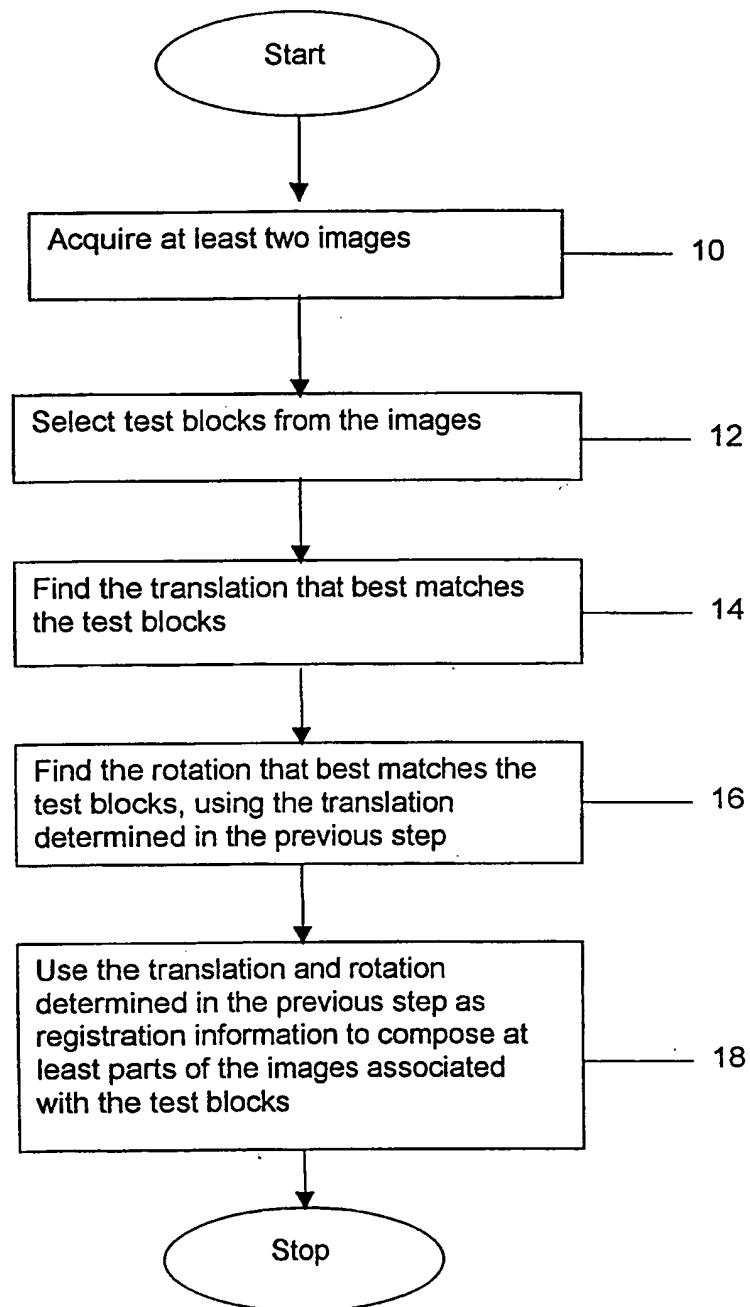 Start
Acquire at least two images
10
Select test blocks from the images
12
Find the translation that best matches
the test blocks
14
Find the rotation that best matches the
test blocks, using the translation
determined in the previous step
16
Use the translation and rotation
determined in the previous step as
registration information to compose at
least parts of the images associated
with the test blocks
18
Stop